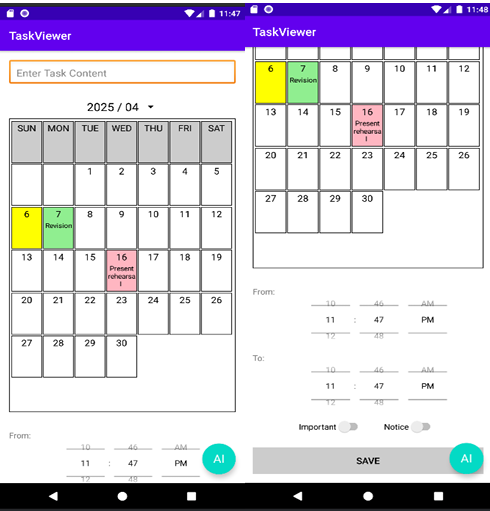 11:47
TaskViewer
Enter Task Content
2025 / 04
SUN MON TUE WED THU FRI SAT
1 2 3 4 5
6 7 8 9 10 11 12
Revision
13 14 15 16 17 18 19
Present
rehearsa
l
20 21 22 23 24 25 26
27 28 29 30
From:
10 46 AM
11 : 47 PM
12 48
AI
11:48
TaskViewer
6 7 8 9 10 11 12
Revision
13 14 15 16 17 18 19
Present
rehearsa
l
20 21 22 23 24 25 26
27 28 29 30
From:
10 46 AM
11 : 47 PM
12 48
To:
10 46 AM
11 : 47 PM
12 48
Important Notice
SAVE
AI